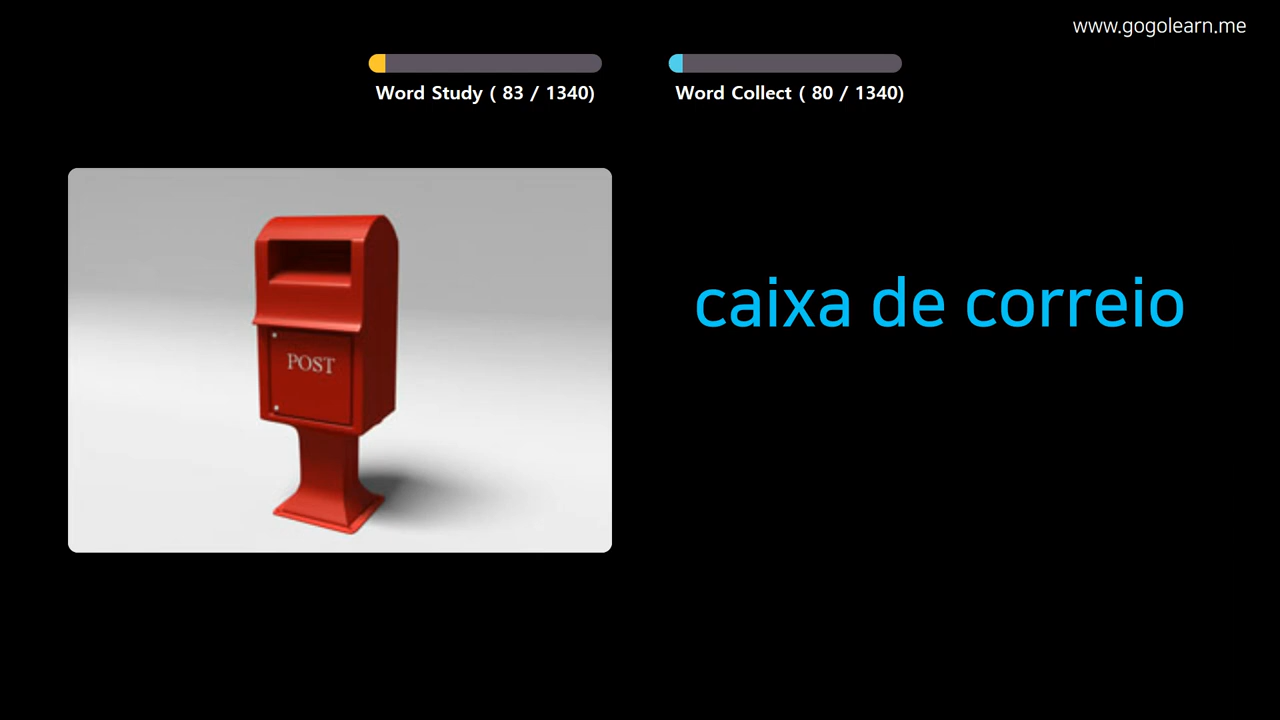 www.gogolearn.me
Word Study ( 83 / 1340)
Word Collect ( 80 / 1340)
POST
caixa de correio